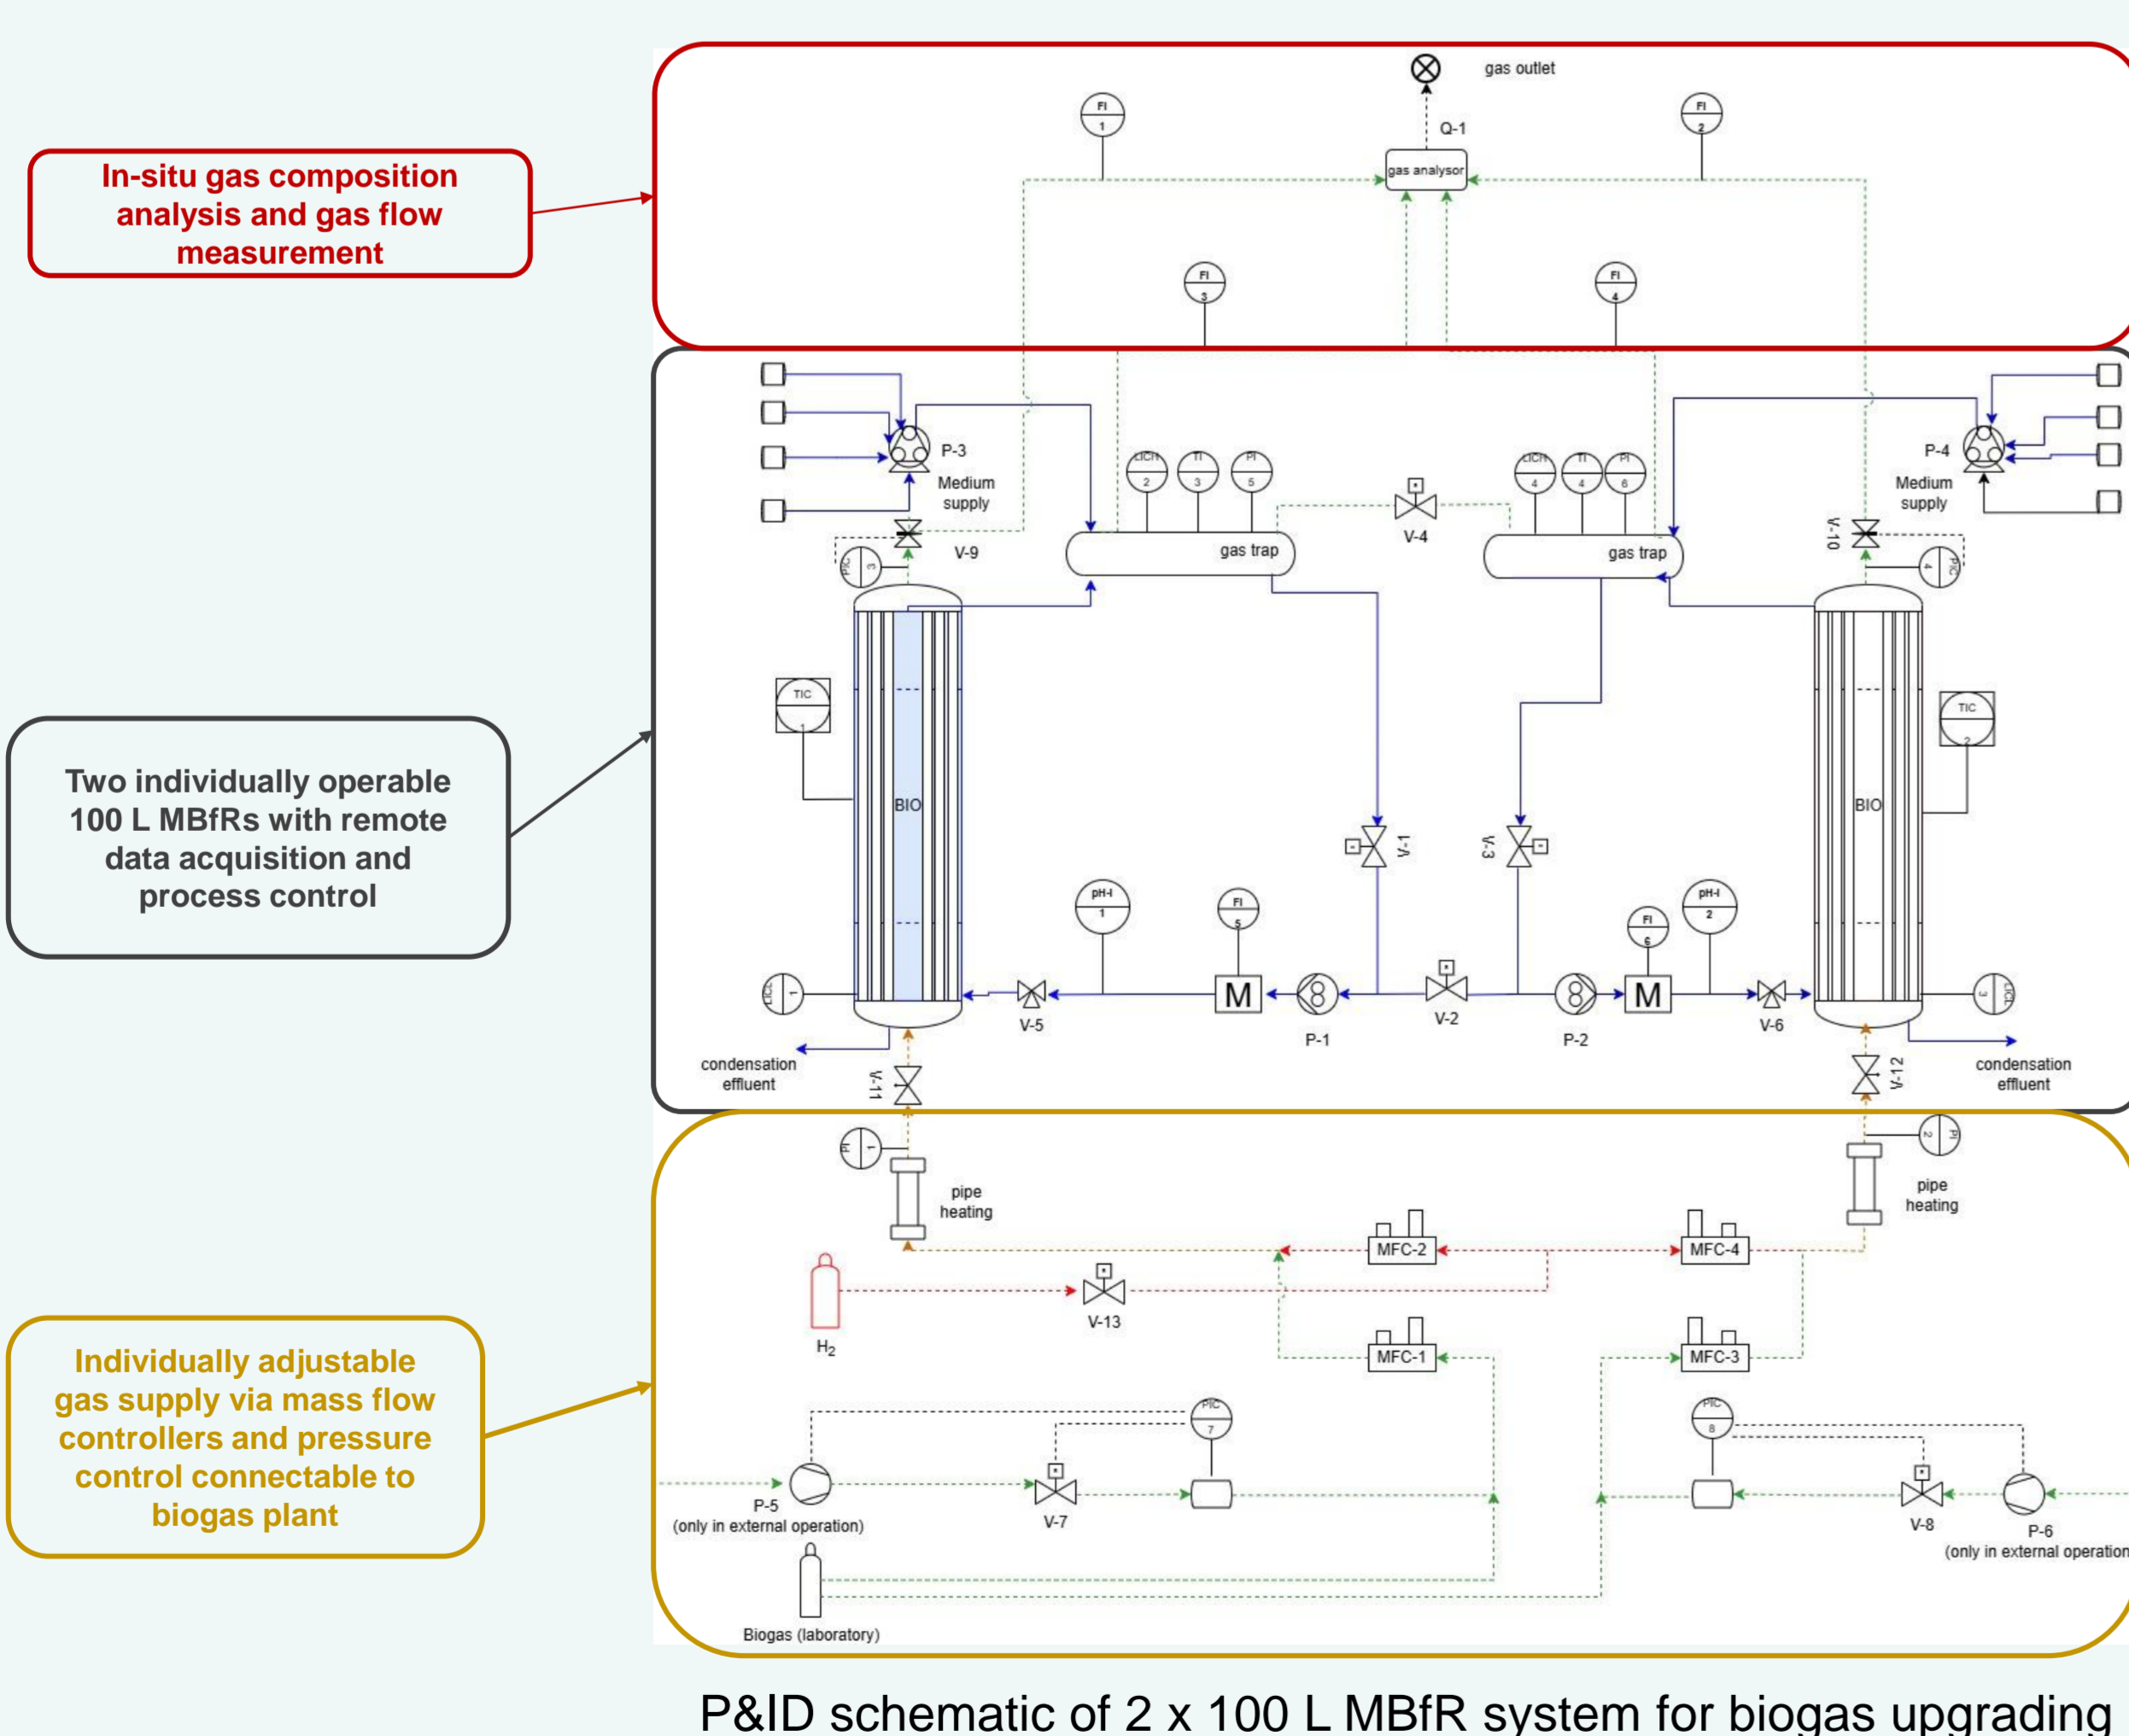 gas outlet
FI
1
FI
2
Q-1
gas analysor
In-situ gas composition
analysis and gas flow
measurement
FI
3
FI
4
P-3
Medium
supply
P-4
Medium
supply
LICH
2
TI
3
PI
5
LICH
4
TI
4
PI
6
V-9
V-4
V-10
gas trap
gas trap
PIC
3
4
PIC
TIC
1
TIC
2
Two individually operable
100 L MBfRs with remote
data acquisition and
process control
BIO
BIO
V-1
V-3
pH-I
1
FI
5
FI
6
pH-I
2
LICL
1
M
M
3
LICL
V-5
P-1
V-2
P-2
V-6
condensation
effluent
condensation
effluent
V-11
V-12
PI
1
2
PI
pipe
heating
pipe
heating
MFC-2
MFC-4
V-13
H₂
MFC-1
MFC-3
Individually adjustable
gas supply via mass flow
controllers and pressure
control connectable to
biogas plant
PIC
7
PIC
8
P-5
(only in external operation)
V-7
V-8
P-6
(only in external operation
Biogas (laboratory)
P&ID schematic of 2 x 100 L MBfR system for biogas upgrading